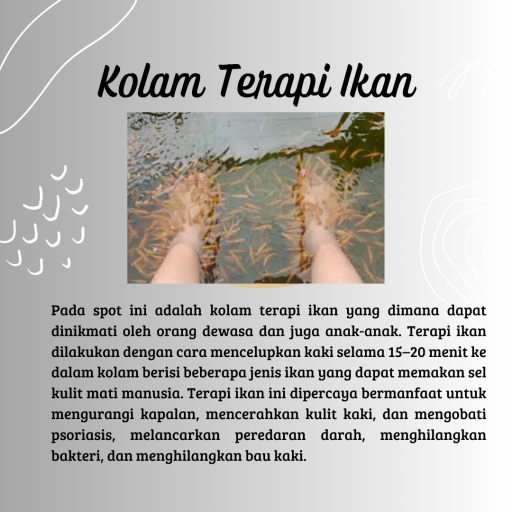 Kolam Terapi Ikan
Pada spot ini adalah kolam terapi ikan yang dimana dapat
dinikmati oleh orang dewasa dan juga anak-anak. Terapi ikan
dilakukan dengan cara mencelupkan kaki selama 15–20 menit ke
dalam kolam berisi beberapa jenis ikan yang dapat memakan sel
kulit mati manusia. Terapi ikan ini dipercaya bermanfaat untuk
mengurangi kapalan, mencerahkan kulit kaki, dan mengobati
psoriasis, melancarkan peredaran darah, menghilangkan
bakteri, dan menghilangkan bau kaki.